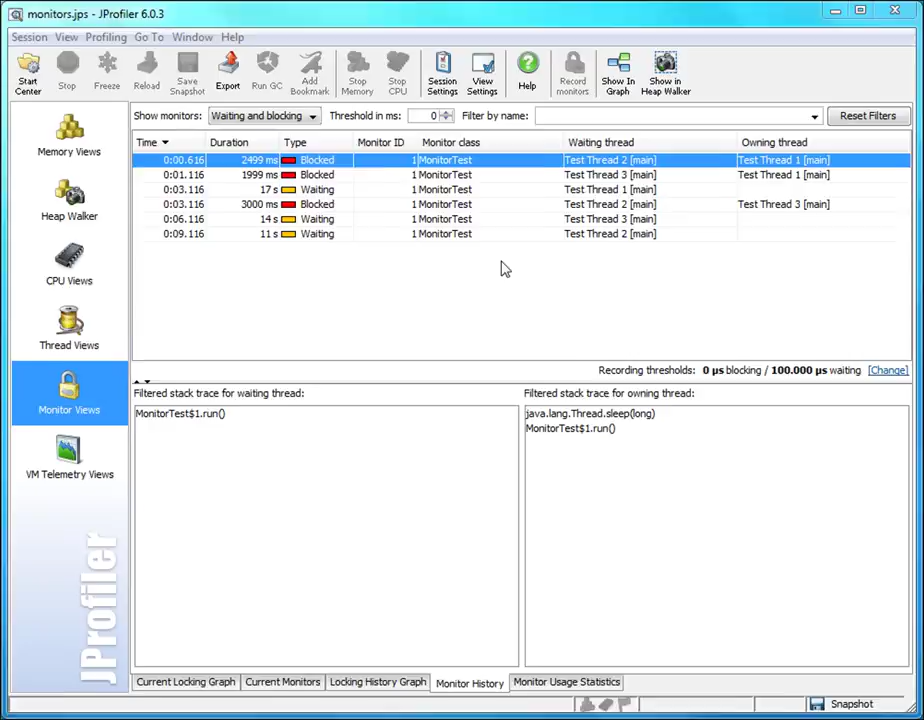 monitors.jps - JProfiler 6.0.3
Session View Profiling Go To Window Help
Start Center Stop Freeze Reload Save Snapshot Export Run GC Add Bookmark Stop Memory Stop CPU Session Settings View Settings Help Record monitors Show In Graph Show in Heap Walker
Show monitors: Waiting and blocking Threshold in ms: 0 Filter by name: Reset Filters
Time Duration Type Monitor ID Monitor class Waiting thread Owning thread
0:00.616 2499 ms Blocked 1 MonitorTest Test Thread 2 [main] Test Thread 1 [main]
0:01.116 1999 ms Blocked 1 MonitorTest Test Thread 3 [main] Test Thread 1 [main]
0:03.116 17 s Waiting 1 MonitorTest Test Thread 1 [main]
0:03.116 3000 ms Blocked 1 MonitorTest Test Thread 2 [main] Test Thread 3 [main]
0:06.116 14 s Waiting 1 MonitorTest Test Thread 3 [main]
0:09.116 11 s Waiting 1 MonitorTest Test Thread 2 [main]
Memory Views
Heap Walker
CPU Views
Thread Views
Monitor Views
VM Telemetry Views
JProfiler
Recording thresholds: 0 µs blocking / 100.000 µs waiting [Change]
Filtered stack trace for waiting thread: Filtered stack trace for owning thread:
MonitorTest$1.run() java.lang.Thread.sleep(long)
MonitorTest$1.run()
Current Locking Graph Current Monitors Locking History Graph Monitor History Monitor Usage Statistics
Snapshot